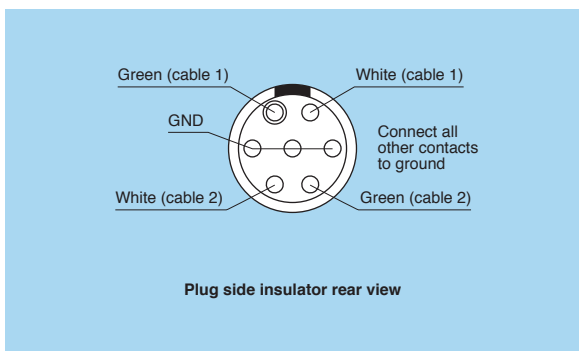 Green (cable 1)
White (cable 1)
GND
Connect all
other contacts
to ground
White (cable 2)
Green (cable 2)
Plug side insulator rear view